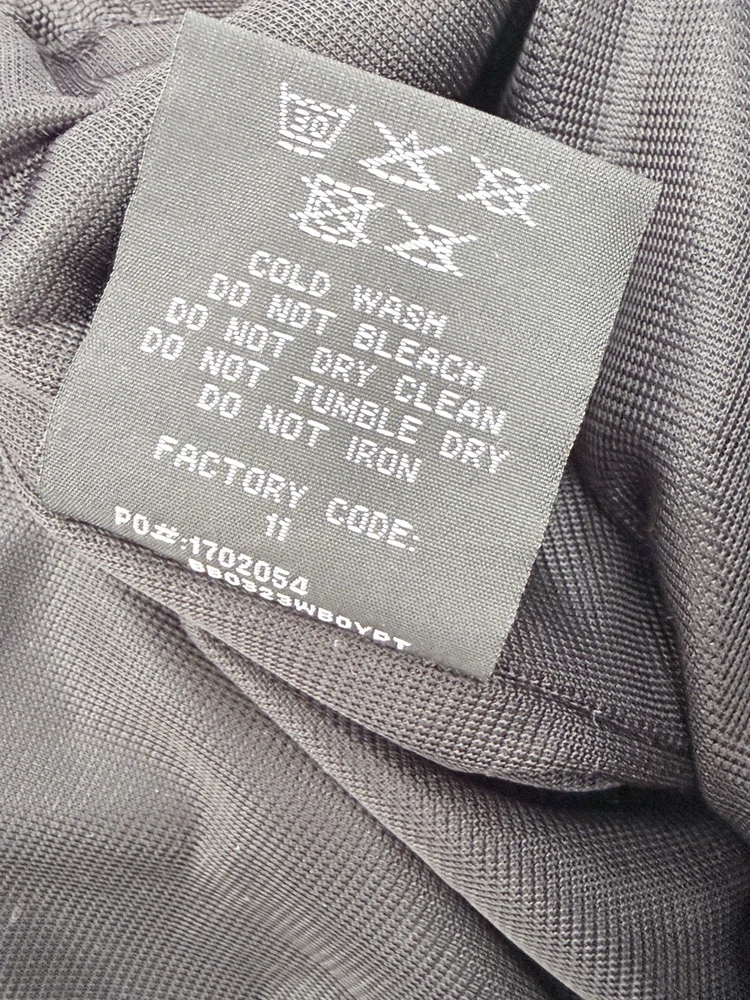 30
COLD WASH
DO NOT BLEACH
DO NOT DRY CLEAN
DO NOT TUMBLE DRY
DO NOT IRON
FACTORY CODE:
11
PO#:1702054